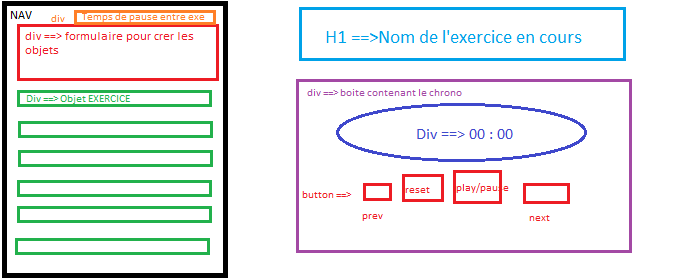 NAV
div
Temps de pause entre exe
div ==> formulaire pour crer les
objets
Div ==> Objet EXERCICE
H1 ==>Nom de l'exercice en cours
div ==> boite contenant le chrono
Div ==> 00 : 00
button ==>
reset
play/pause
prev
next